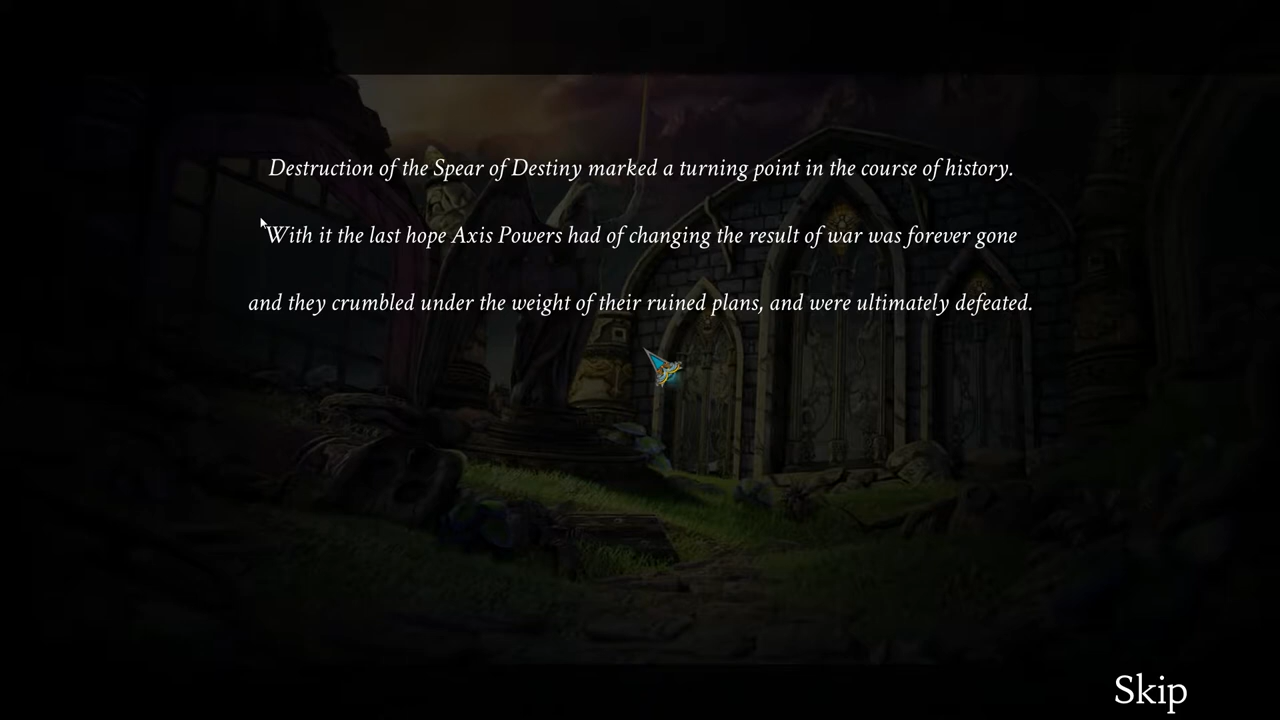 Destruction of the Spear of Destiny marked a turning point in the course of history.
With it the last hope Axis Powers had of changing the result of war was forever gone
and they crumbled under the weight of their ruined plans, and were ultimately defeated.
Skip